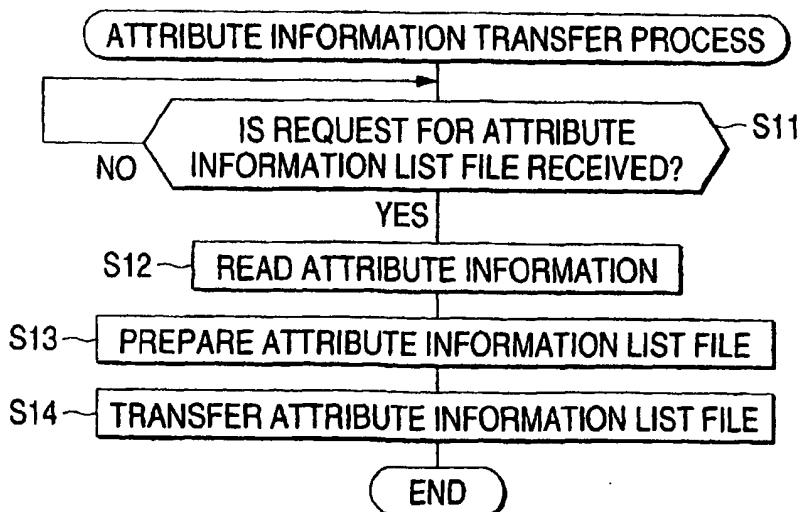 ATTRIBUTE INFORMATION TRANSFER PROCESS
IS REQUEST FOR ATTRIBUTE
INFORMATION LIST FILE RECEIVED?
S11
NO
YES
S12
READ ATTRIBUTE INFORMATION
S13
PREPARE ATTRIBUTE INFORMATION LIST FILE
S14
TRANSFER ATTRIBUTE INFORMATION LIST FILE
END